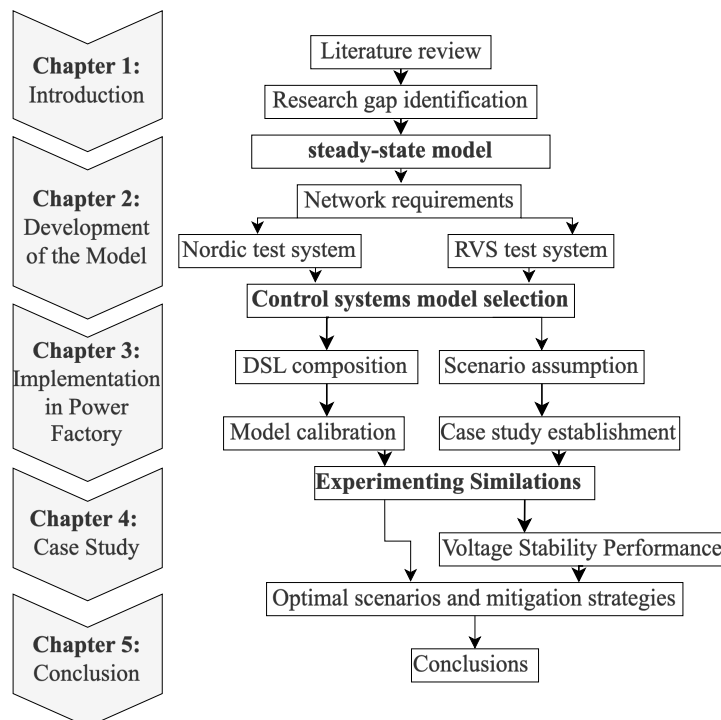 Chapter 1:
Introduction
Chapter 2:
Development
of the Model
Chapter 3:
Implementation
in Power
Factory
Chapter 4:
Case Study
Chapter 5:
Conclusion
Literature review
Research gap identification
steady-state model
Network requirements
Nordic test system
RVS test system
Control systems model selection
DSL composition
Scenario assumption
Model calibration
Case study establishment
Experimenting Similations
Voltage Stability Performance
Optimal scenarios and mitigation strategies
Conclusions